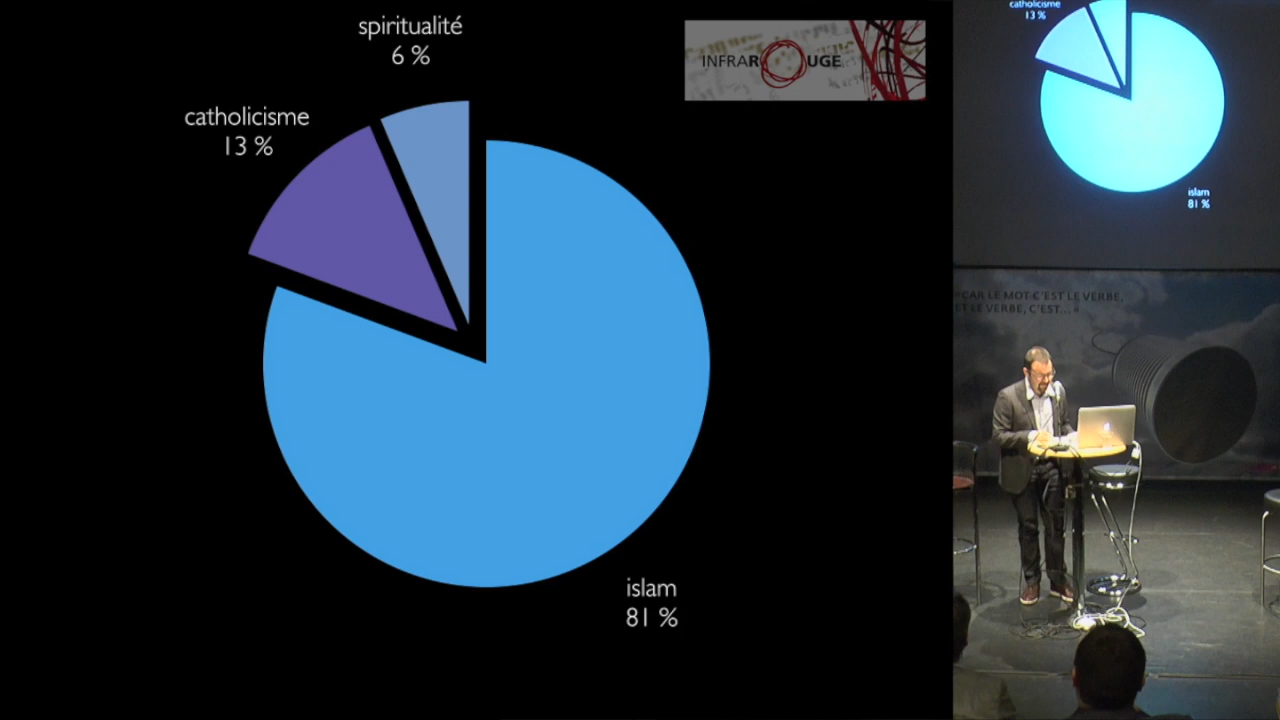 spiritualité
6 %
catholicisme
13 %
INFRAROUGE
islam
81 %
catholicisme
13 %
islam
81 %
«CAR LE MOT C'EST LE VERBE,
ET LE VERBE, C'EST... »